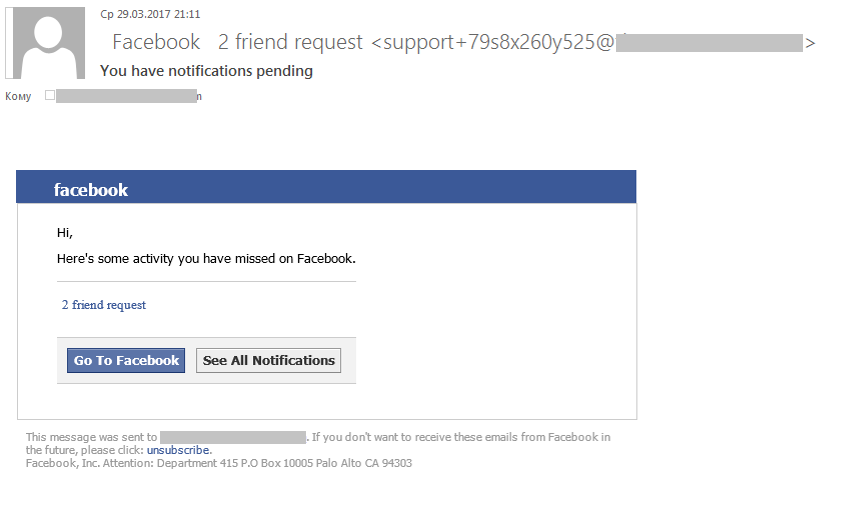 Ср 29.03.2017 21:11
Facebook 2 friend request <support+79s8x260y525@ >
You have notifications pending
Кому
facebook
Hi,
Here's some activity you have missed on Facebook.
2 friend request
Go To Facebook See All Notifications
This message was sent to . If you don't want to receive these emails from Facebook in
the future, please click: unsubscribe.
Facebook, Inc. Attention: Department 415 P.O Box 10005 Palo Alto CA 94303